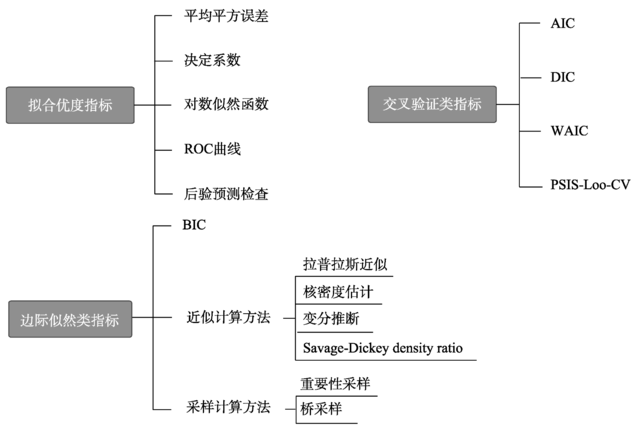 拟合优度指标
平均平方误差
决定系数
对数似然函数
ROC曲线
后验预测检查
交叉验证类指标
AIC
DIC
WAIC
PSIS-Loo-CV
边际似然类指标
BIC
近似计算方法
拉普拉斯近似
核密度估计
变分推断
Savage-Dickey density ratio
采样计算方法
重要性采样
桥采样